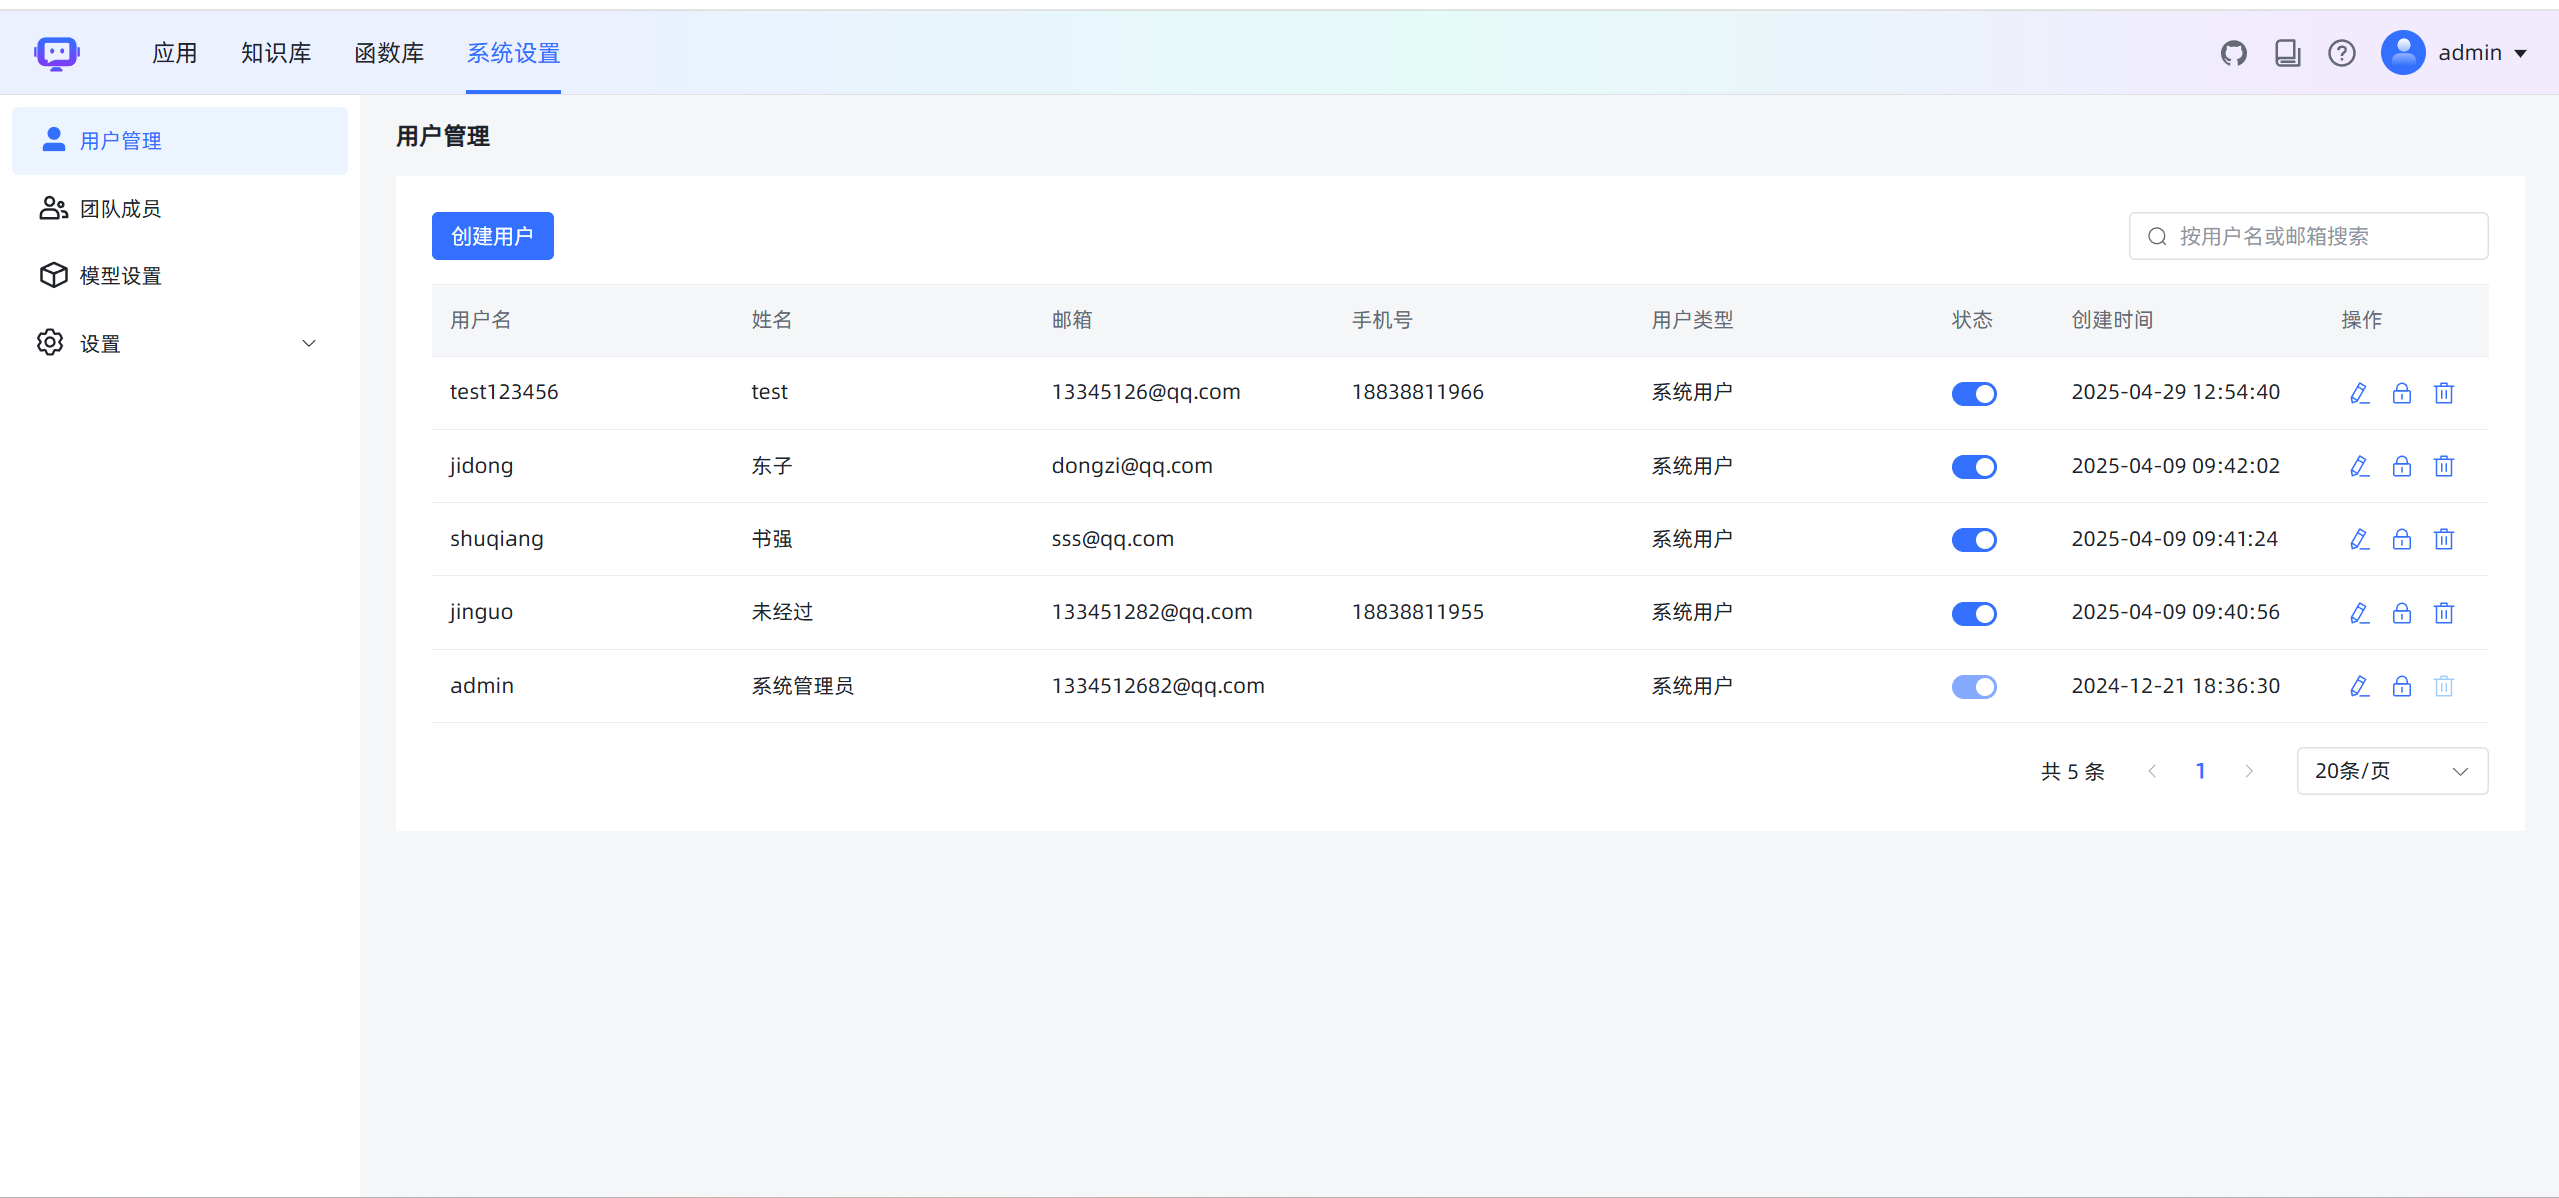 应用 知识库 函数库 系统设置 admin
用户管理
团队成员
模型设置
设置
用户管理
创建用户 按用户名或邮箱搜索
用户名 姓名 邮箱 手机号 用户类型 状态 创建时间 操作
test123456 test 13345126@qq.com 18838811966 系统用户 2025-04-29 12:54:40
jidong 东子 dongzi@qq.com 系统用户 2025-04-09 09:42:02
shuqiang 书强 sss@qq.com 系统用户 2025-04-09 09:41:24
jinguo 未经过 133451282@qq.com 18838811955 系统用户 2025-04-09 09:40:56
admin 系统管理员 1334512682@qq.com 系统用户 2024-12-21 18:36:30
共 5 条 1 20条/页